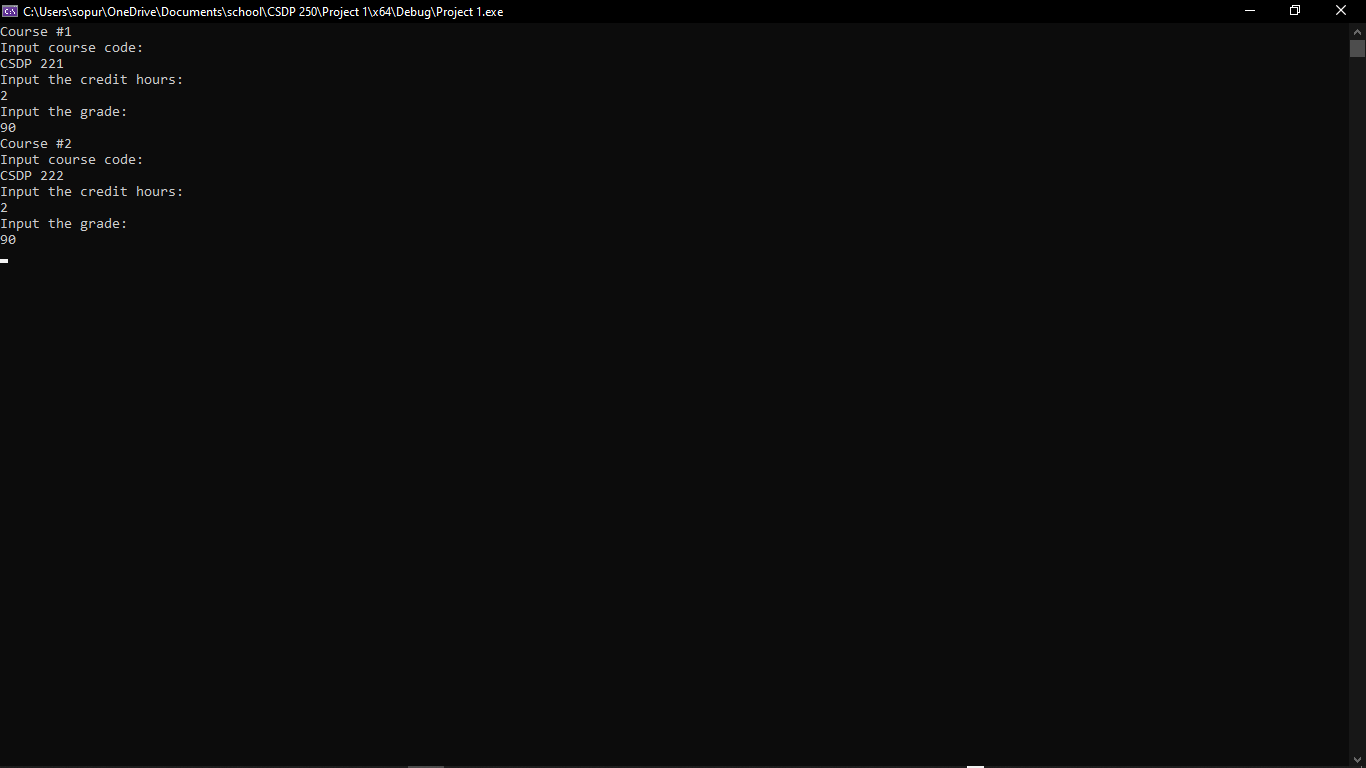 C:\Users\sopur\OneDrive\Documents\school\CSDP 250\Project 1\x64\Debug\Project 1.exe
Course #1
Input course code:
CSDP 221
Input the credit hours:
2
Input the grade:
90
Course #2
Input course code:
CSDP 222
Input the credit hours:
2
Input the grade:
90